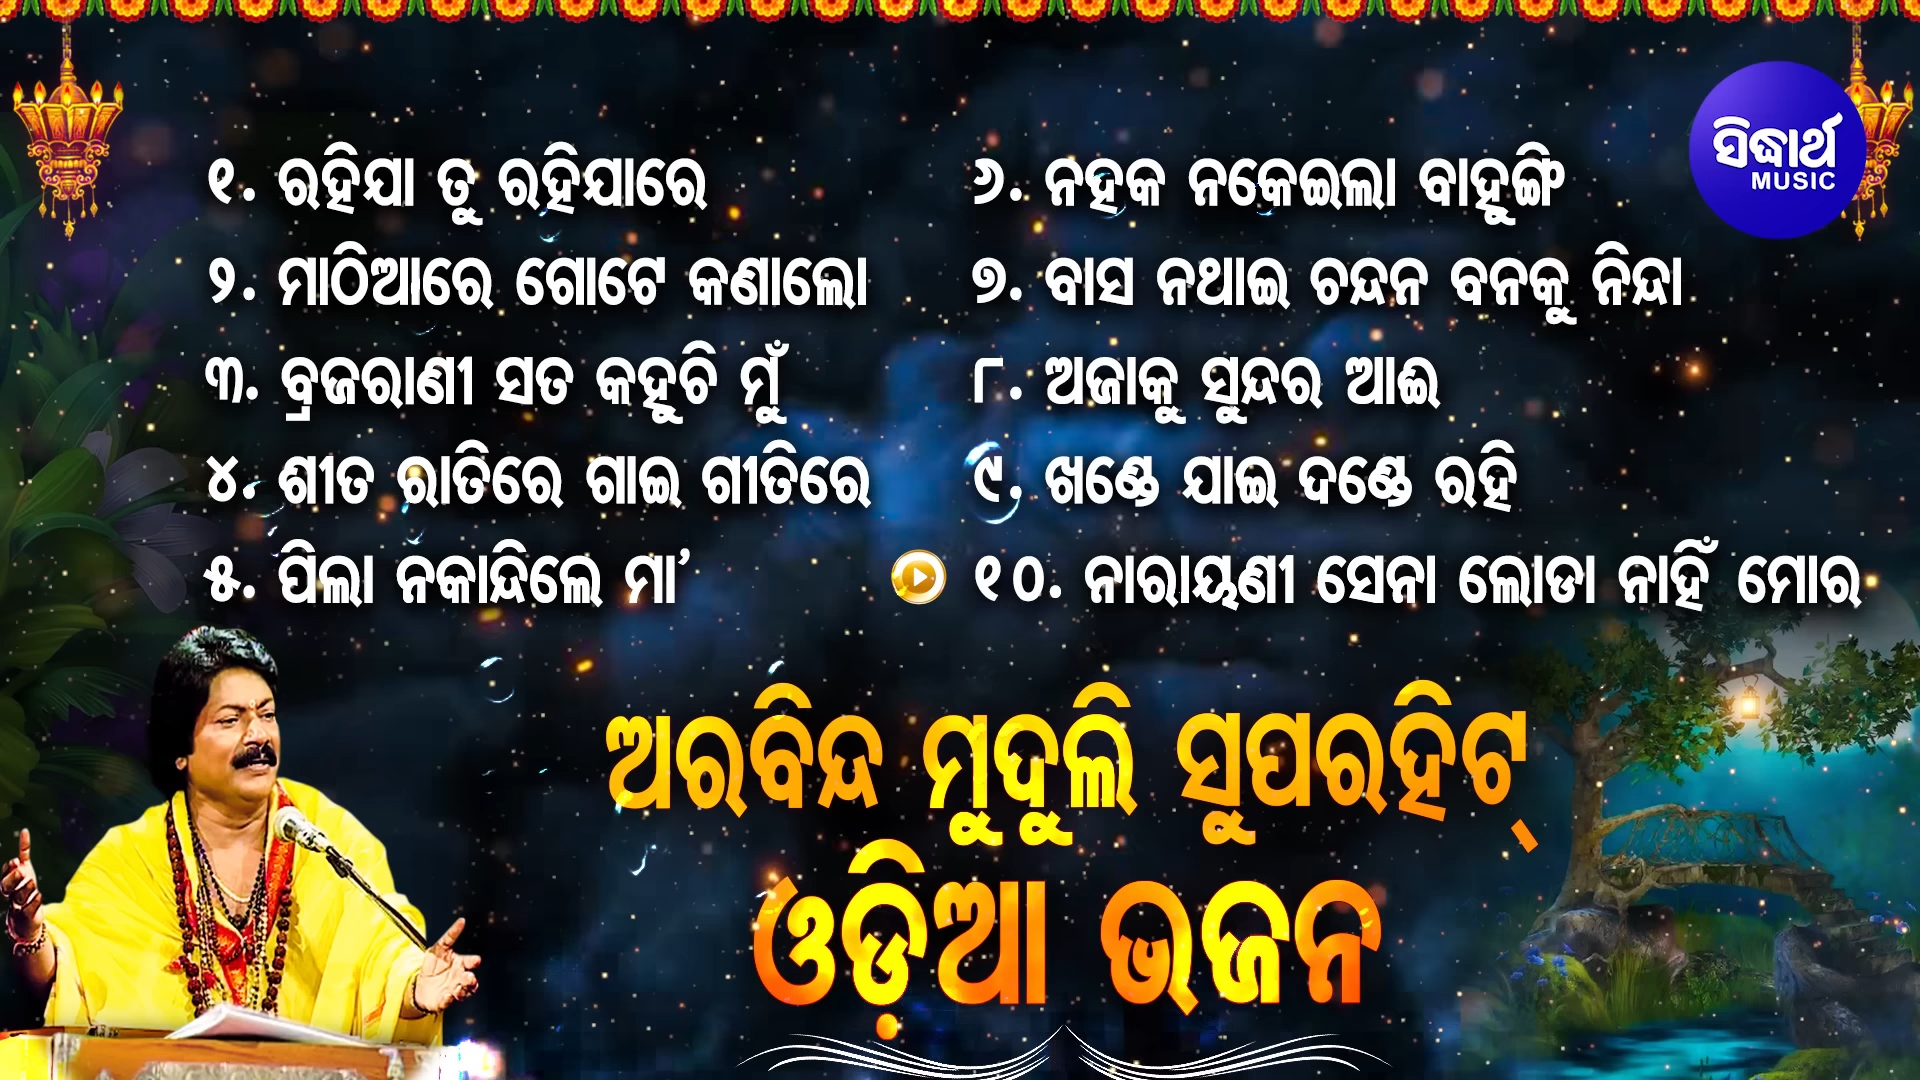 ସିଦ୍ଧାର୍ଥ
MUSIC
୧. ରହିଯା ତୁ ରହିଯାରେ
୨. ମାଠିଆରେ ଗୋଟେ କଣାଲୋ
୩. ବ୍ରଜରାଣୀ ସତ କହୁଚି ମୁଁ
୪. ଶୀତ ରାତିରେ ଗାଇ ଗୀତିରେ
୫. ପିଲା ନକାନ୍ଦିଲେ ମା'
୬. ନହକ ନକେଇଲା ବାହୁଙ୍ଗି
୭. ବାସ ନଥାଇ ଚନ୍ଦନ ବନକୁ ନିନ୍ଦା
୮. ଅଜାକୁ ସୁନ୍ଦର ଆଈ
୯. ଖଣ୍ଡେ ଯାଇ ଦଣ୍ଡେ ରହି
୧୦. ନାରାୟଣୀ ସେନା ଲୋଡା ନାହିଁ ମୋର
ଅରବିନ୍ଦ ମୁଦୁଲି ସୁପରହିଟ୍
ଓଡ଼ିଆ ଭଜନ